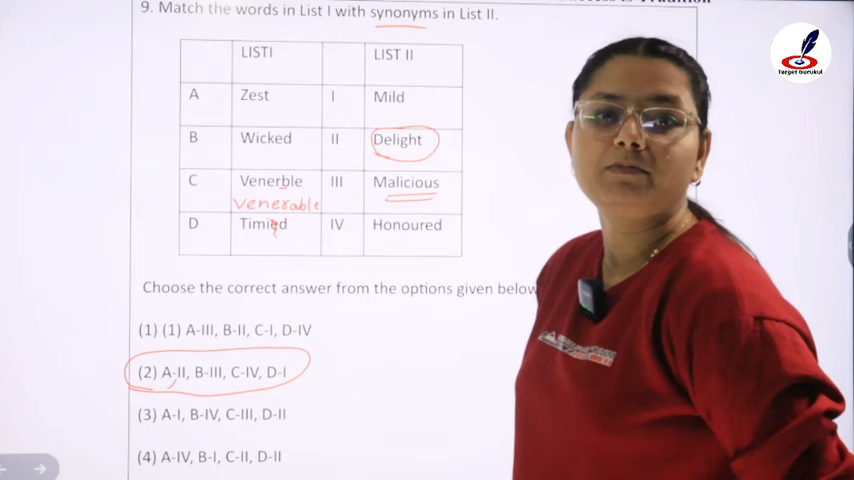 9. Match the words in List I with synonyms in List II.
LISTI LIST II
A Zest I Mild
B Wicked II Delight
C Venerble III Malicious
venerable
D Timied IV Honoured
Choose the correct answer from the options given below
(1) (1) A-III, B-II, C-I, D-IV
(2) A-II, B-III, C-IV, D-I
(3) A-I, B-IV, C-III, D-II
(4) A-IV, B-I, C-II, D-II
Target Gurukul